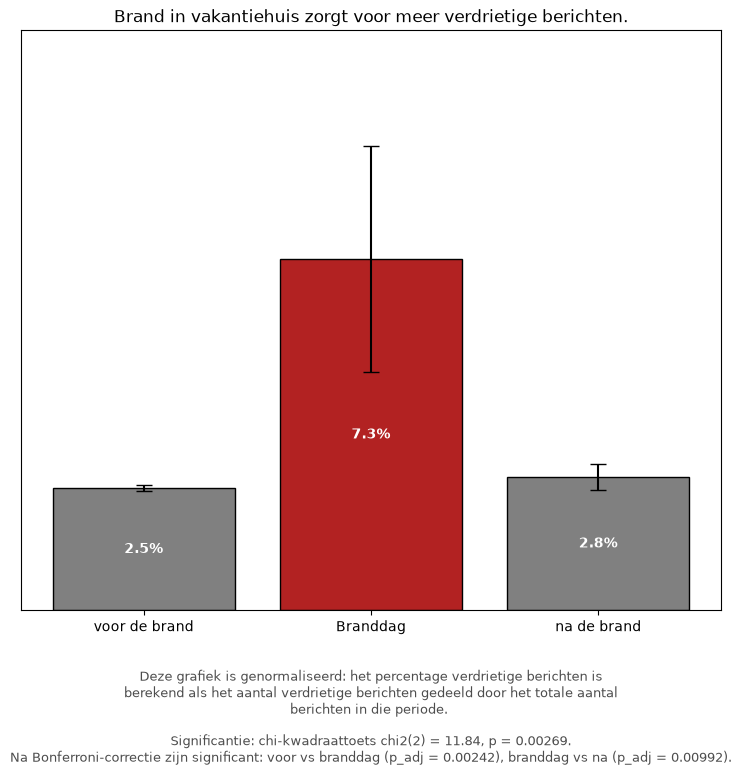 Brand in vakantiehuis zorgt voor meer verdrietige berichten.
7.3%
2.5%
2.8%
voor de brand
Branddag
na de brand
Deze grafiek is genormaliseerd: het percentage verdrietige berichten is
berekend als het aantal verdrietige berichten gedeeld door het totale aantal
berichten in die periode.
Significantie: chi-kwadraattoets chi2(2) = 11.84, p = 0.00269.
Na Bonferroni-correctie zijn significant: voor vs branddag (p_adj = 0.00242), branddag vs na (p_adj = 0.00992).